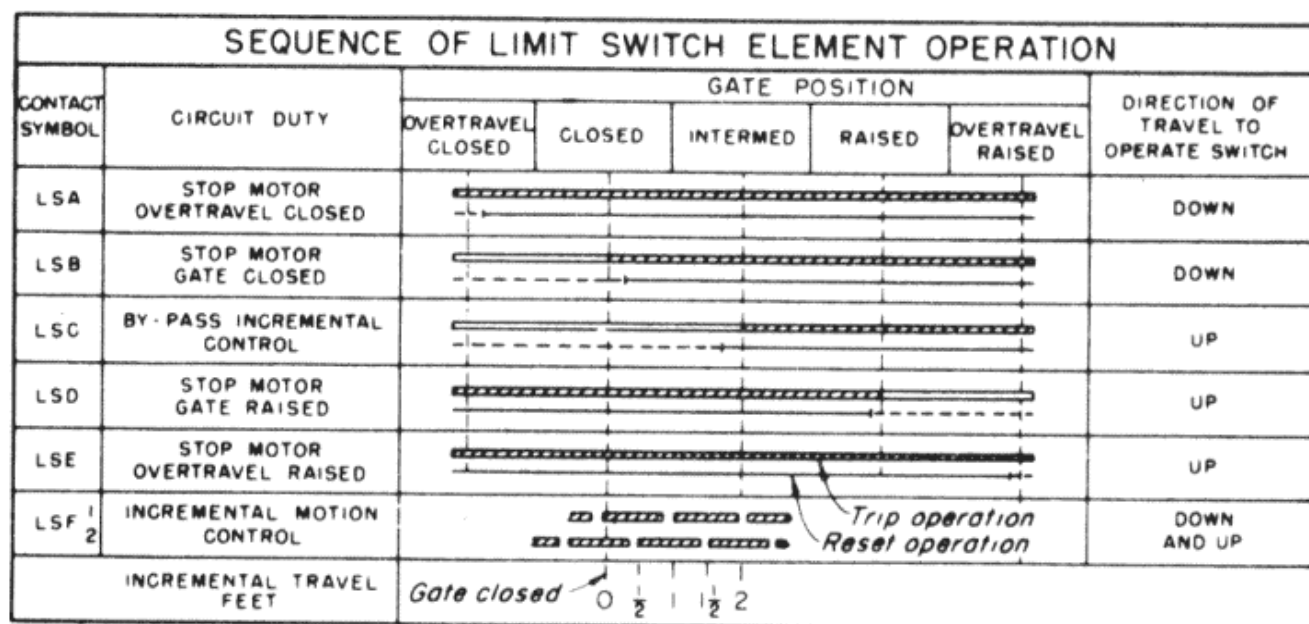 SEQUENCE OF LIMIT SWITCH ELEMENT OPERATION
CONTACT
SYMBOL
CIRCUIT DUTY
GATE POSITION
OVERTRAVEL
CLOSED
CLOSED
INTERMED
RAISED
OVERTRAVEL
RAISED
DIRECTION OF
TRAVEL TO
OPERATE SWITCH
LSA
STOP MOTOR
OVERTRAVEL CLOSED
DOWN
LSB
STOP MOTOR
GATE CLOSED
DOWN
LSC
BY-PASS INCREMENTAL
CONTROL
UP
LSD
STOP MOTOR
GATE RAISED
UP
LSE
STOP MOTOR
OVERTRAVEL RAISED
UP
Trip operation
Reset operation
LSF 1
2
INCREMENTAL MOTION
CONTROL
DOWN
AND UP
INCREMENTAL TRAVEL
FEET
Gate closed
0 1/2 1 1 1/2 2